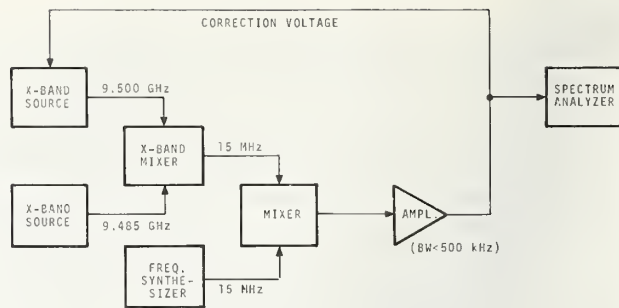 CORRECTION VOLTAGE
X-BAND
SOURCE
9.500 GHz
SPECTRUM
ANALYZER
X-BAND
MIXER
15 MHz
X-BAND
SOURCE
9.485 GHz
MIXER
AMPL.
(BW<500 kHz)
FREQ.
SYNTHE-
SIZER
15 MHz